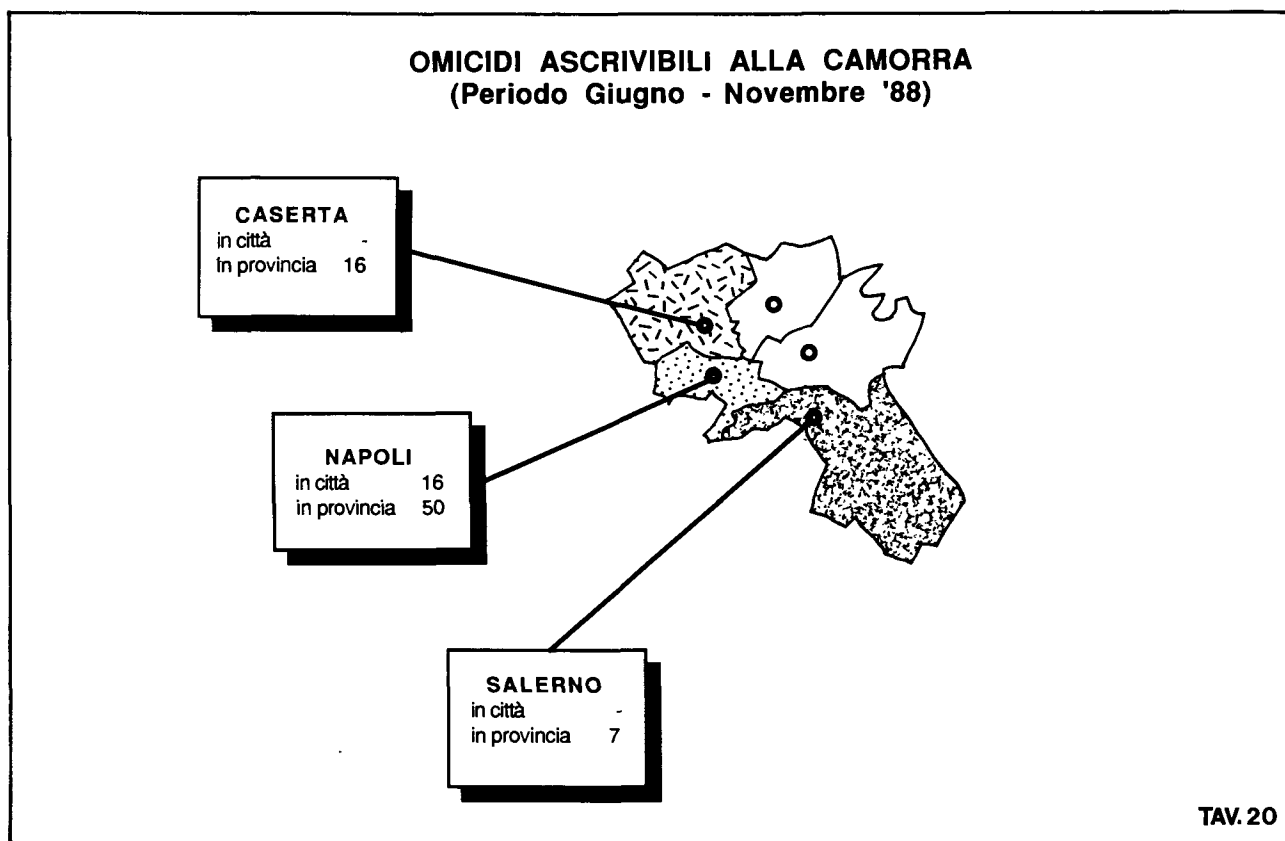 OMICIDI ASCRIVIBILI ALLA CAMORRA
(Periodo Giugno - Novembre '88)
CASERTA
in città -
In provincia 16
NAPOLI
in città 16
in provincia 50
SALERNO
in città -
in provincia 7
TAV. 20